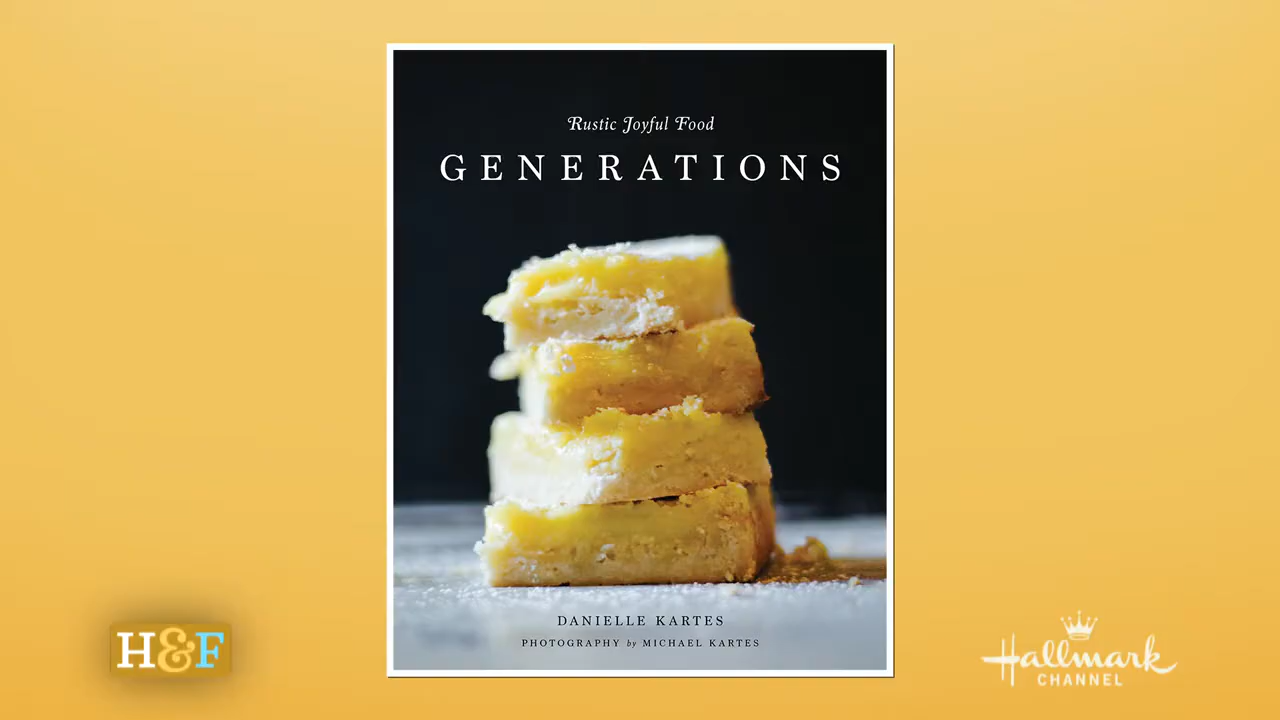 Rustic Joyful Food
GENERATIONS
DANIELLE KARTES
PHOTOGRAPHY by MICHAEL KARTES
H&F
Hallmark
CHANNEL